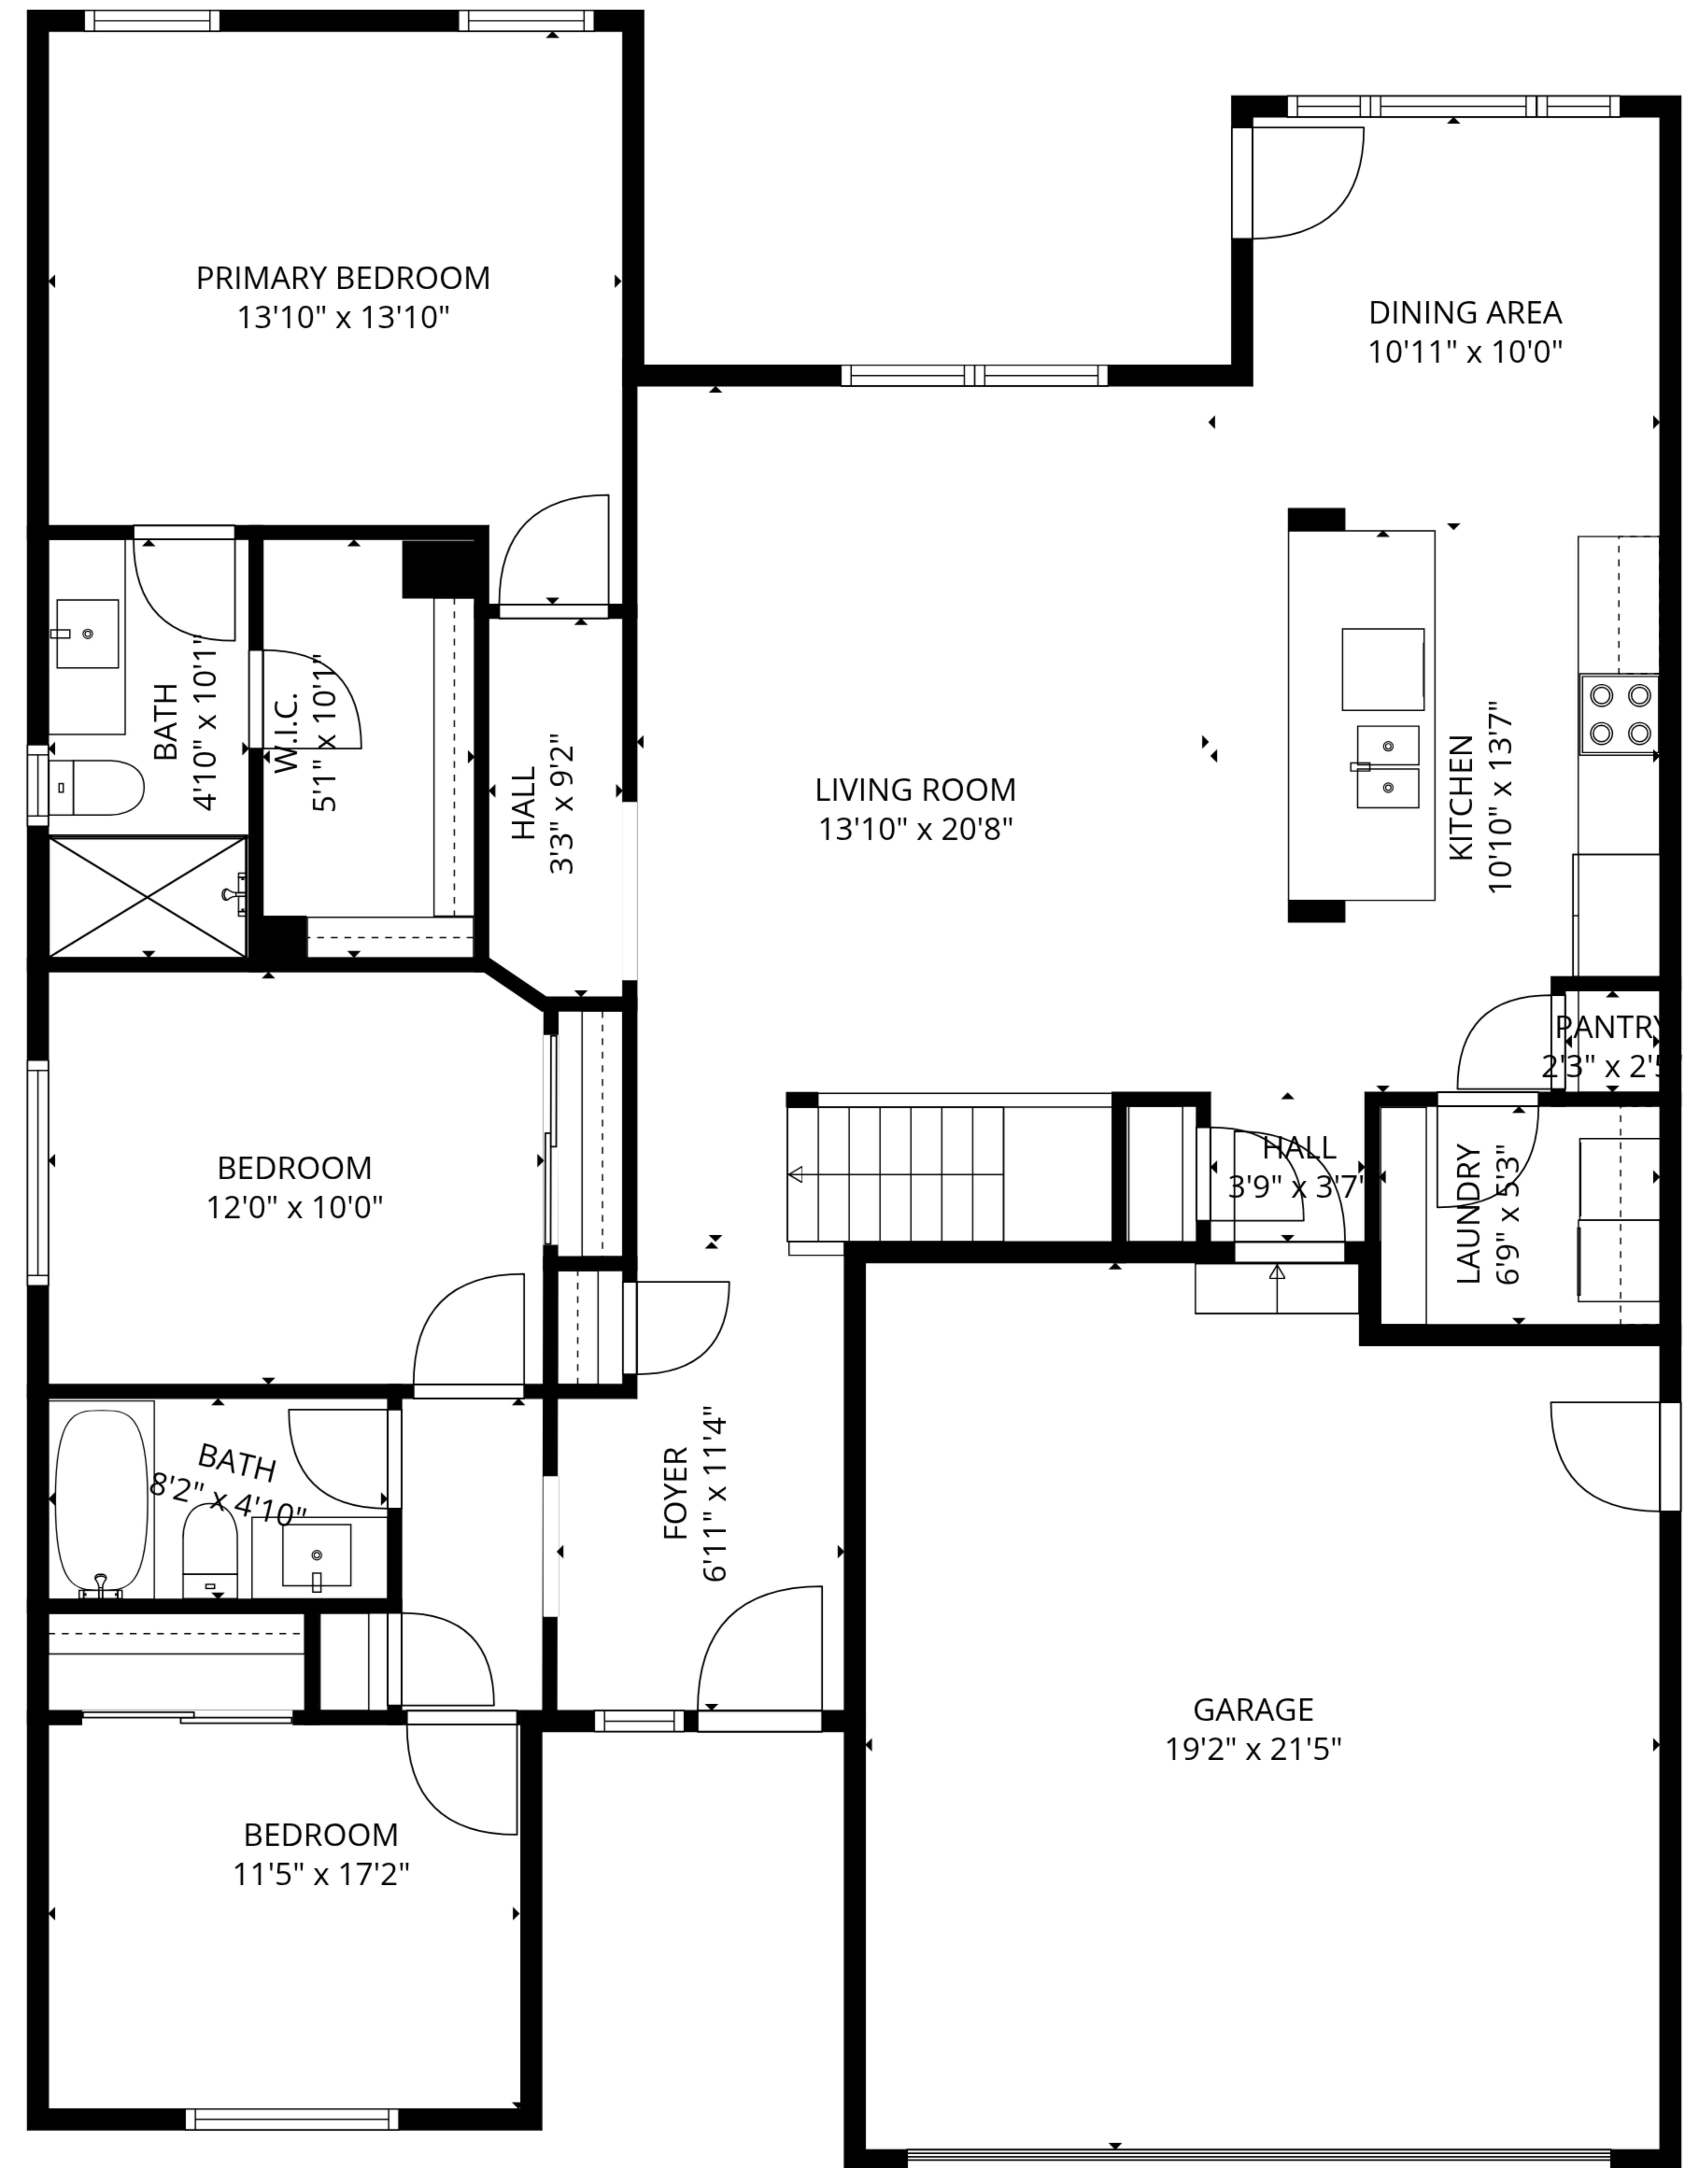 PRIMARY BEDROOM
13'10" x 13'10"
DINING AREA
10'11" x 10'0"
BATH
4'10" x 10'1"
W.I.C.
5'1" x 10'1"
HALL
3'3" x 9'2"
LIVING ROOM
13'10" x 20'8"
KITCHEN
10'10" x 13'7"
PANTRY
2'3" x
BEDROOM
12'0" x 10'0"
HALL
3'9" x 3'7"
LAUNDRY
6'9" x 5'3"
BATH
8'2" x 4'10"
FOYER
6'11" x 11'4"
GARAGE
19'2" x 21'5"
BEDROOM
11'5" x 17'2"